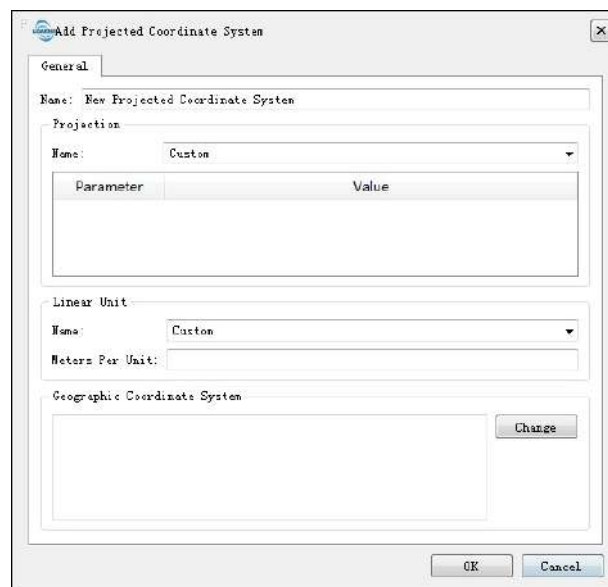 Add Projected Coordinate System
General
Name: New Projected Coordinate System
Projection
Name: Custom
Parameter Value
Linear Unit
Name: Custom
Meters Per Unit:
Geographic Coordinate System
Change
OK Cancel